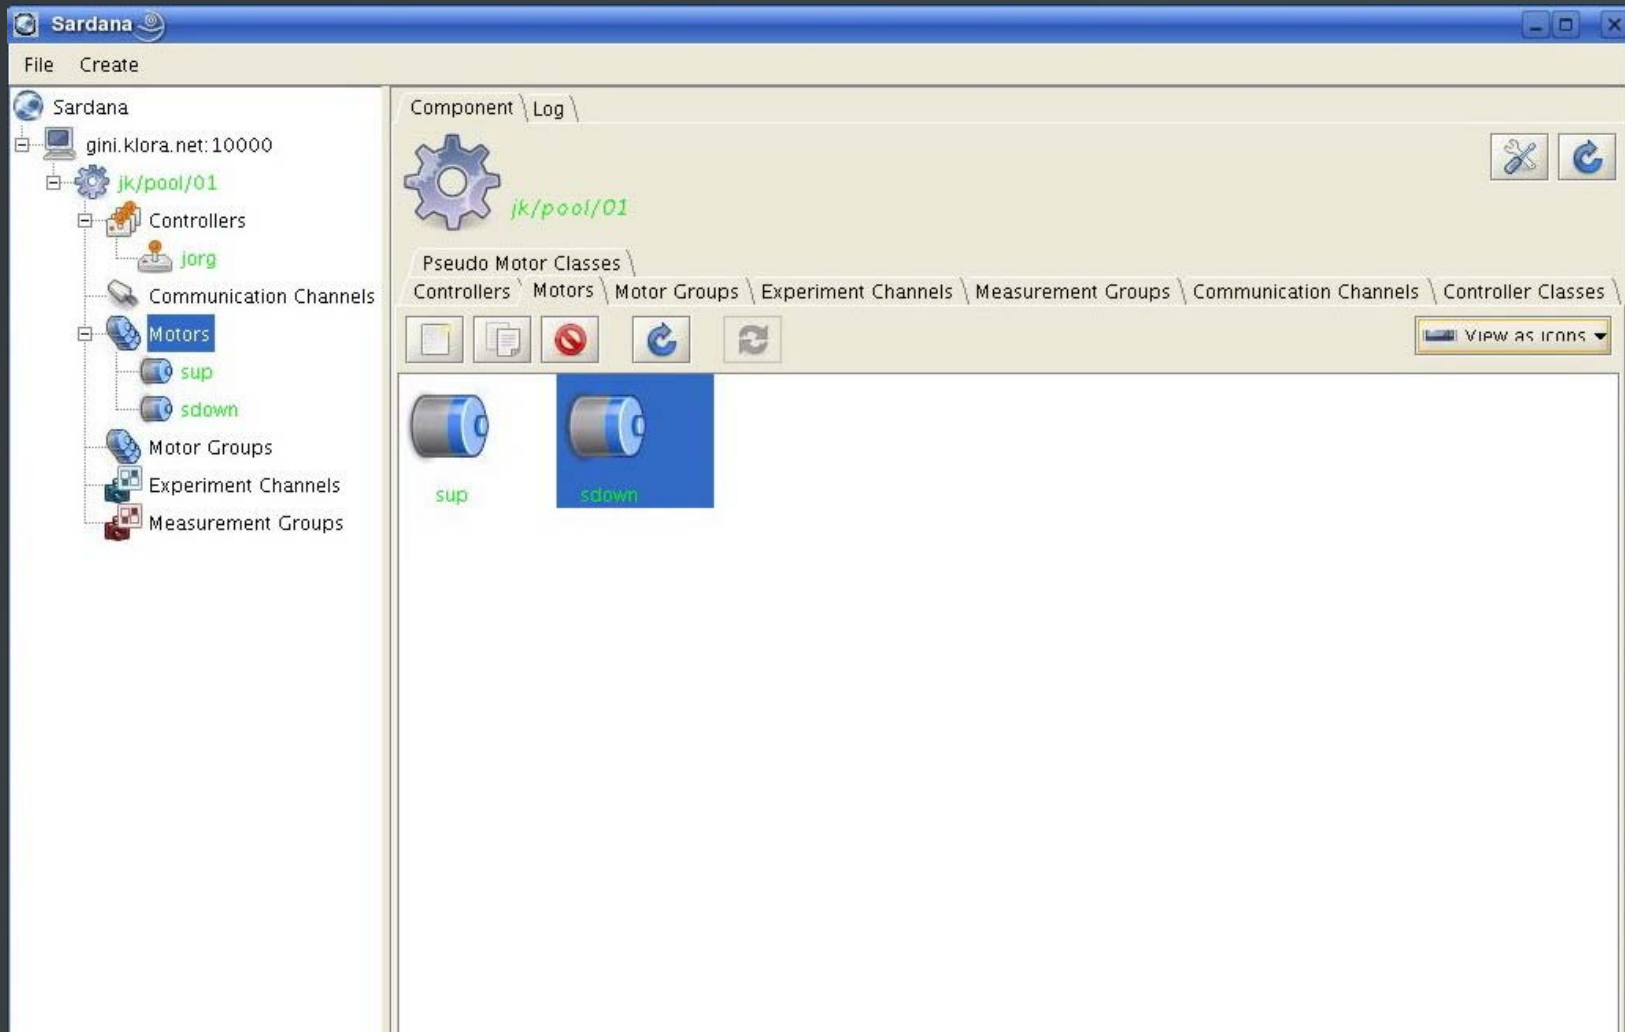 Sardana
File Create
Sardana
gini.klora.net:10000
jk/pool/01
Controllers
jorg
Communication Channels
Motors
sup
sdown
Motor Groups
Experiment Channels
Measurement Groups
Component Log
jk/pool/01
Pseudo Motor Classes
Controllers Motors Motor Groups Experiment Channels Measurement Groups Communication Channels Controller Classes
View as icons
sup sdown